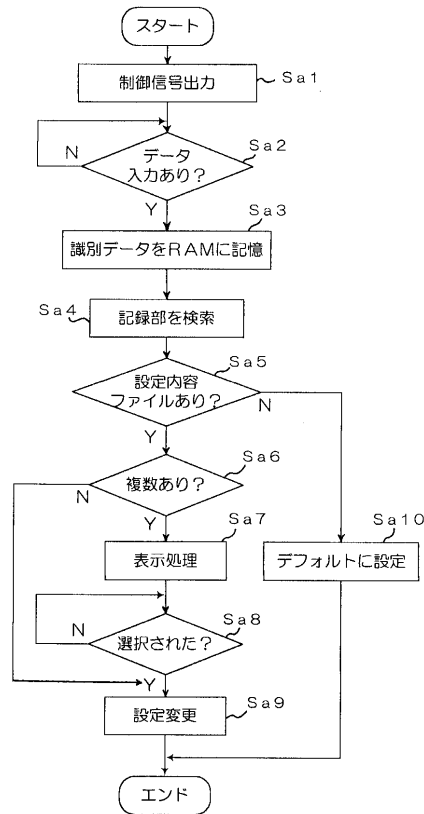 スタート
制御信号出力
Sa1
データ
入力あり?
Sa2
N
Y
識別データをRAMに記憶
Sa3
Sa4
記録部を検索
設定内容
ファイルあり?
Sa5
N
Y
複数あり?
Sa6
N
Y
表示処理
Sa7
デフォルトに設定
Sa10
選択された?
Sa8
N
Y
設定変更
Sa9
エンド